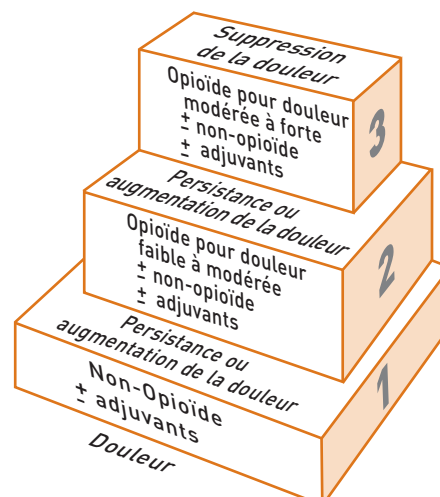 Suppression
de la douleur
Opioïde pour douleur
modérée à forte
± non-opioïde
± adjuvants
3
Persistance ou
augmentation de la douleur
Opioïde pour douleur
faible à modérée
± non-opioïde
± adjuvants
2
Persistance ou
augmentation de la douleur
Non-Opioïde
± adjuvants
1
Douleur